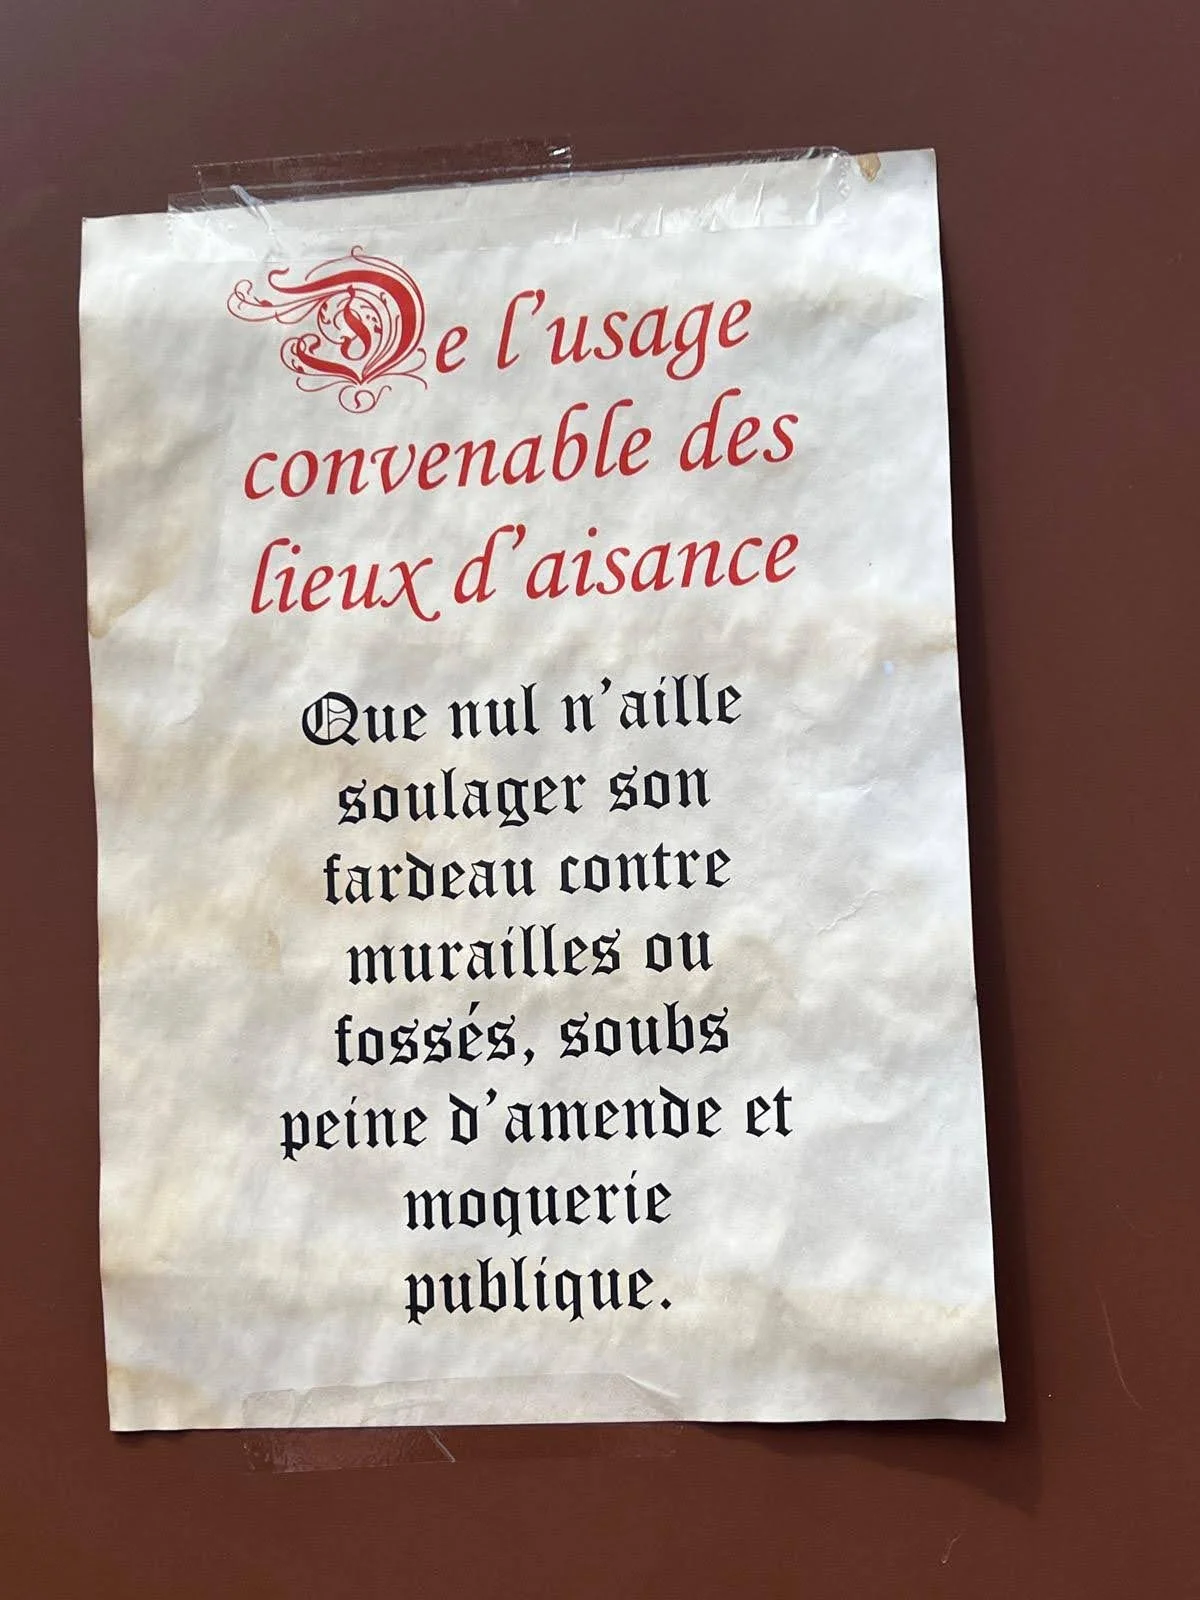 De l'usage
convenable des
lieux d'aisance
Que nul n'aille
soulager son
fardeau contre
murailles ou
fossés, soubs
peine d'amende et
moquerie
publique.